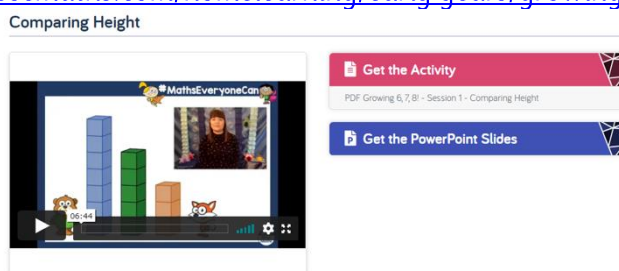 Comparing Height
#MathsEveryoneCan
06:44
Get the Activity
PDF Growing 6, 7, 8! - Session 1 - Comparing Height
Get the PowerPoint Slides